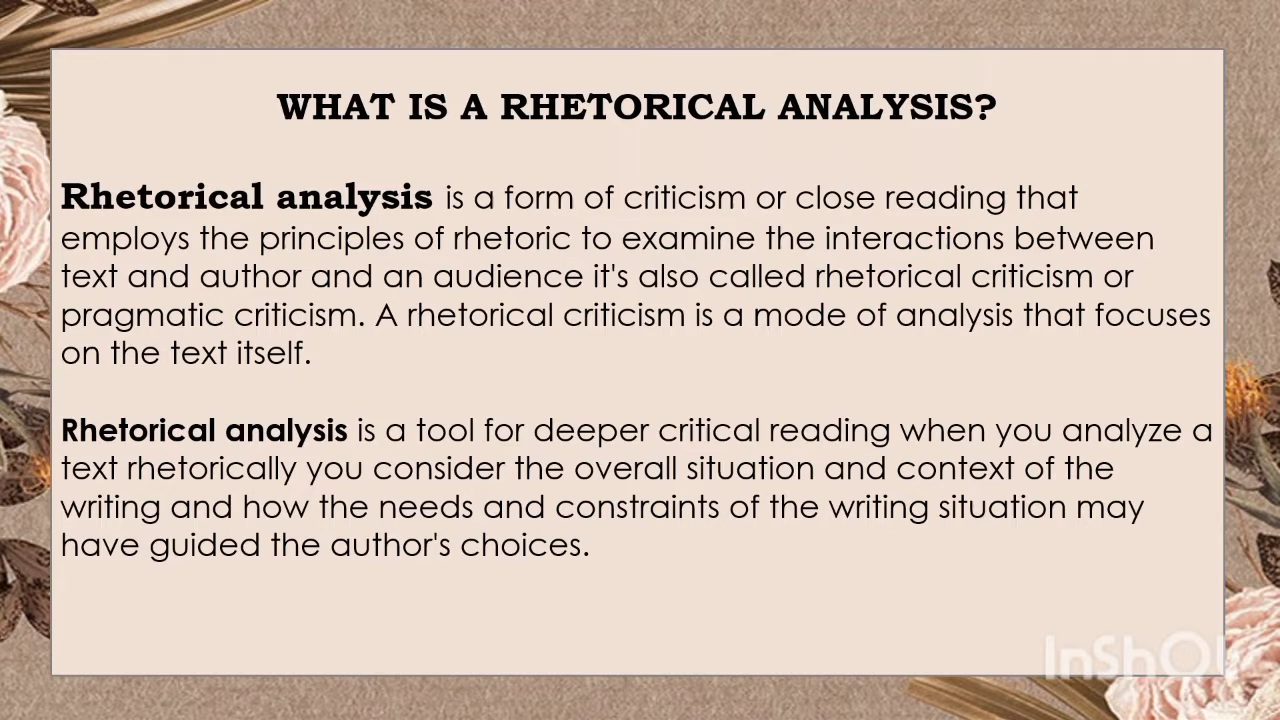 WHAT IS A RHETORICAL ANALYSIS?
Rhetorical analysis is a form of criticism or close reading that
employs the principles of rhetoric to examine the interactions between
text and author and an audience it's also called rhetorical criticism or
pragmatic criticism. A rhetorical criticism is a mode of analysis that focuses
on the text itself.
Rhetorical analysis is a tool for deeper critical reading when you analyze a
text rhetorically you consider the overall situation and context of the
writing and how the needs and constraints of the writing situation may
have guided the author's choices.
InShOt